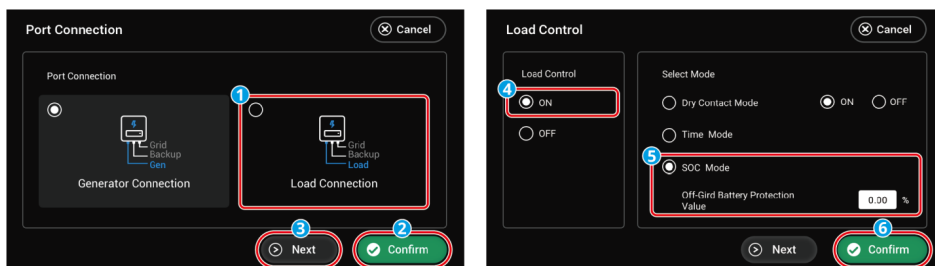 Port Connection
Cancel
Port Connection
1
Grid
Backup
Gen
Generator Connection
Grid
Backup
Load
Load Connection
3
Next
2
Confirm
Load Control
Cancel
Load Control
4
ON
OFF
Select Mode
Dry Contact Mode
ON
OFF
Time Mode
5
SOC Mode
Off-Gird Battery Protection
Value
0.00 %
Next
6
Confirm